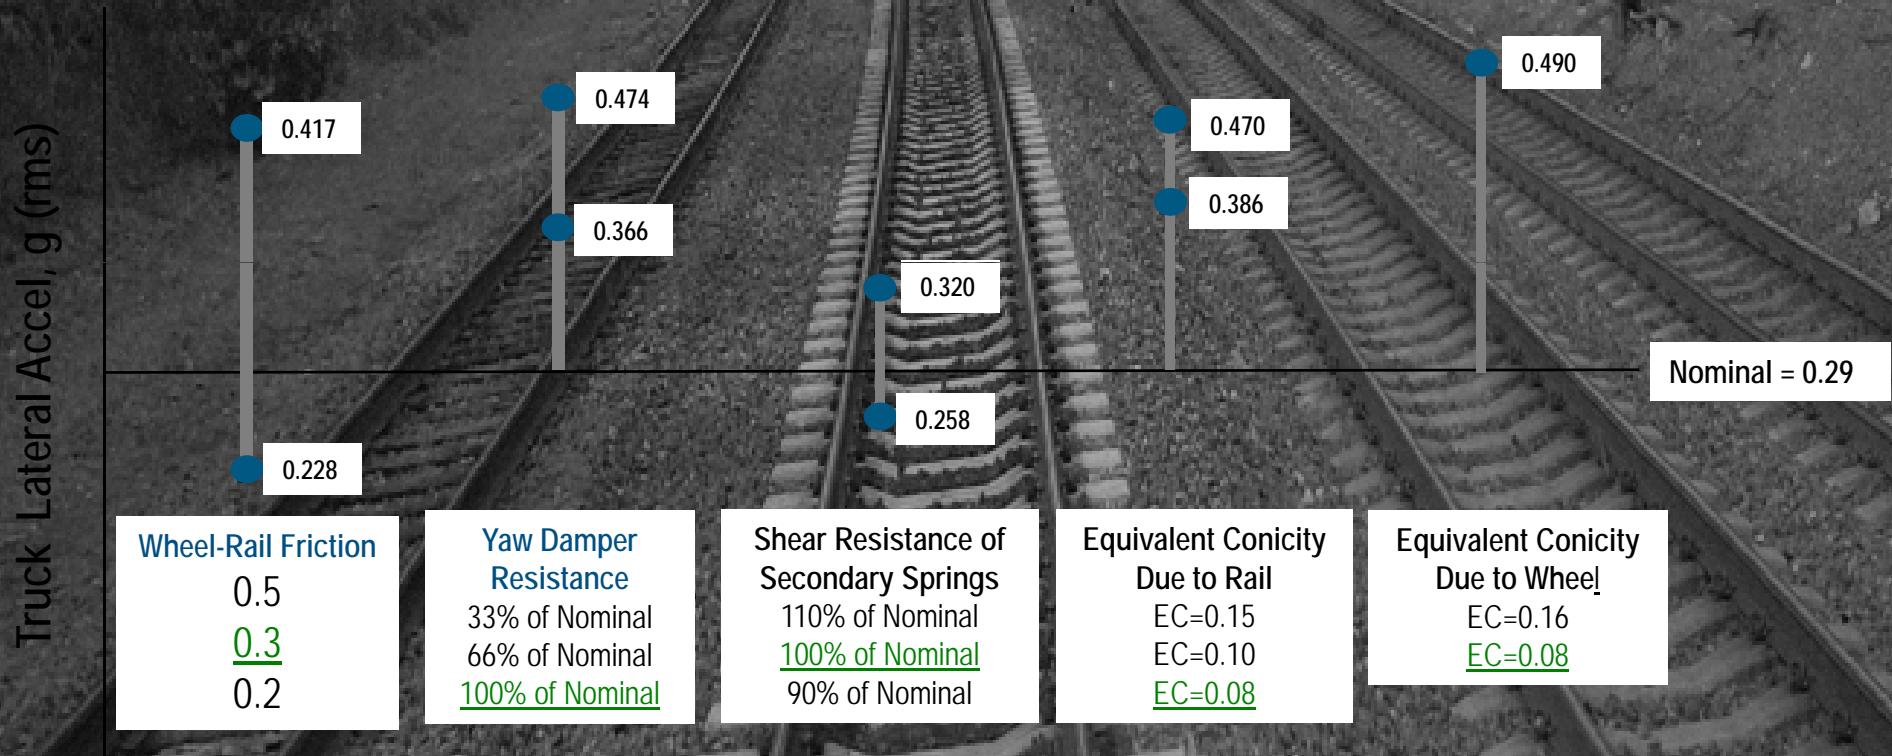 Truck Lateral Accel, g (rms)
0.417
0.228
0.474
0.366
0.320
0.258
0.470
0.386
0.490
Nominal = 0.29
Wheel-Rail Friction
0.5
0.3
0.2
Yaw Damper
Resistance
33% of Nominal
66% of Nominal
100% of Nominal
Shear Resistance of
Secondary Springs
110% of Nominal
100% of Nominal
90% of Nominal
Equivalent Conicity
Due to Rail
EC=0.15
EC=0.10
EC=0.08
Equivalent Conicity
Due to Wheel
EC=0.16
EC=0.08